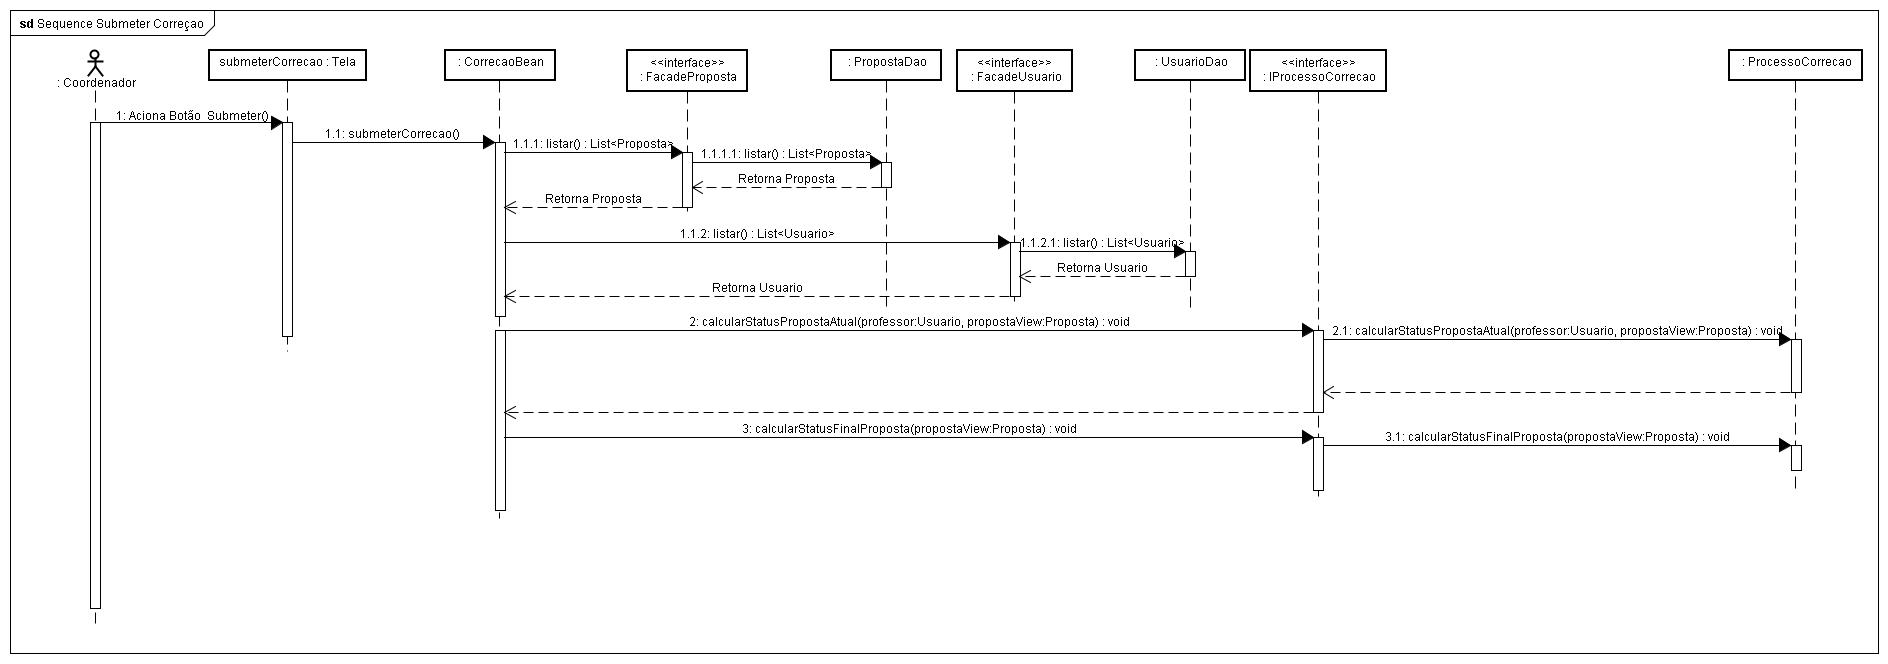 sd Sequence Submeter Correçao
: Coordenador
submeterCorrecao : Tela
: CorrecaoBean
<<interface>>
: FacadeProposta
: PropostaDao
<<interface>>
: FacadeUsuario
: UsuarioDao
<<interface>>
: IProcessoCorrecao
: ProcessoCorrecao
1: Aciona Botão  Submeter()
1.1: submeterCorrecao()
1.1.1: listar() : List<Proposta>
1.1.1.1: listar() : List<Proposta>
Retorna Proposta
Retorna Proposta
1.1.2: listar() : List<Usuario>
1.1.2.1: listar() : List<Usuario>
Retorna Usuario
Retorna Usuario
2: calcularStatusPropostaAtual(professor:Usuario, propostaView:Proposta) : void
2.1: calcularStatusPropostaAtual(professor:Usuario, propostaView:Proposta) : void
3: calcularStatusFinalProposta(propostaView:Proposta) : void
3.1: calcularStatusFinalProposta(propostaView:Proposta) : void